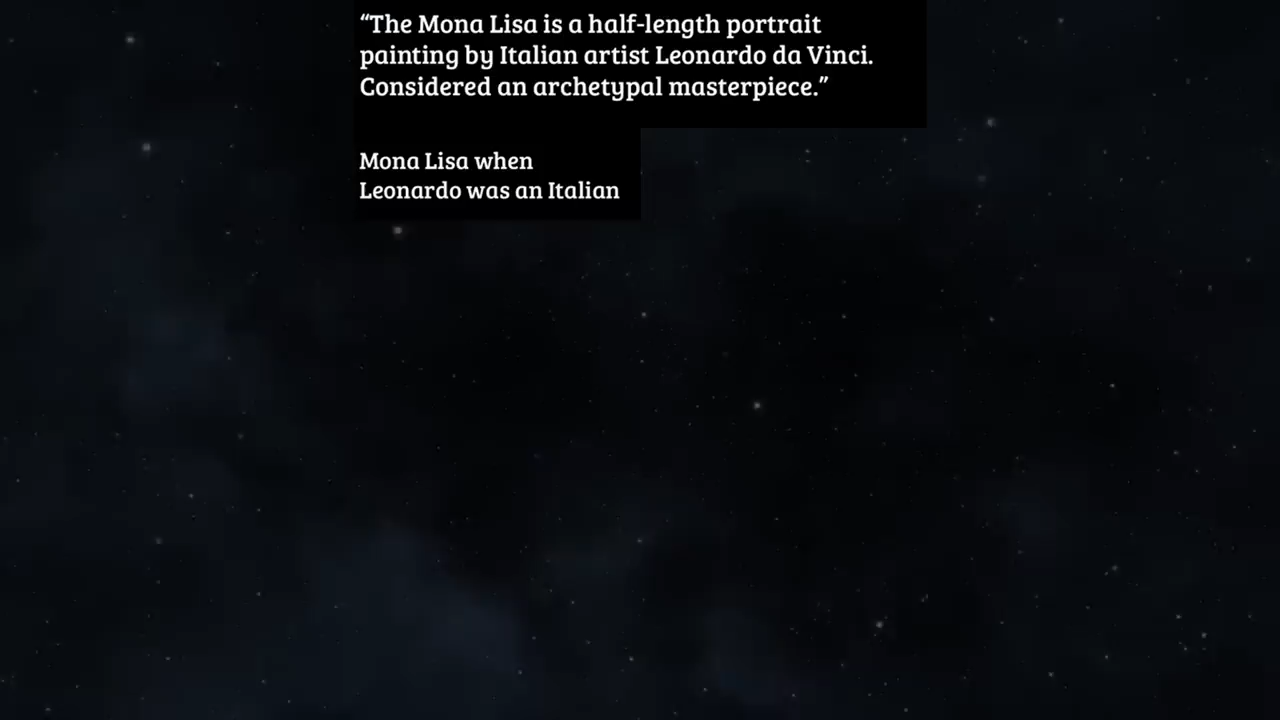 “The Mona Lisa is a half-length portrait
painting by Italian artist Leonardo da Vinci.
Considered an archetypal masterpiece.”
Mona Lisa when
Leonardo was an Italian